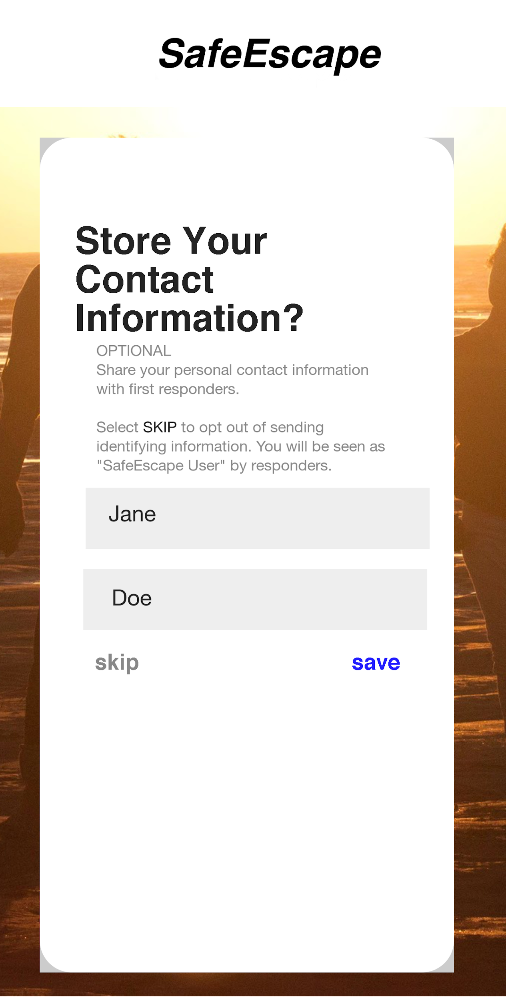 SafeEscape
Store Your
Contact
Information?
OPTIONAL
Share your personal contact information
with first responders.
Select SKIP to opt out of sending
identifying information. You will be seen as
"SafeEscape User" by responders.
Jane
Doe
skip save